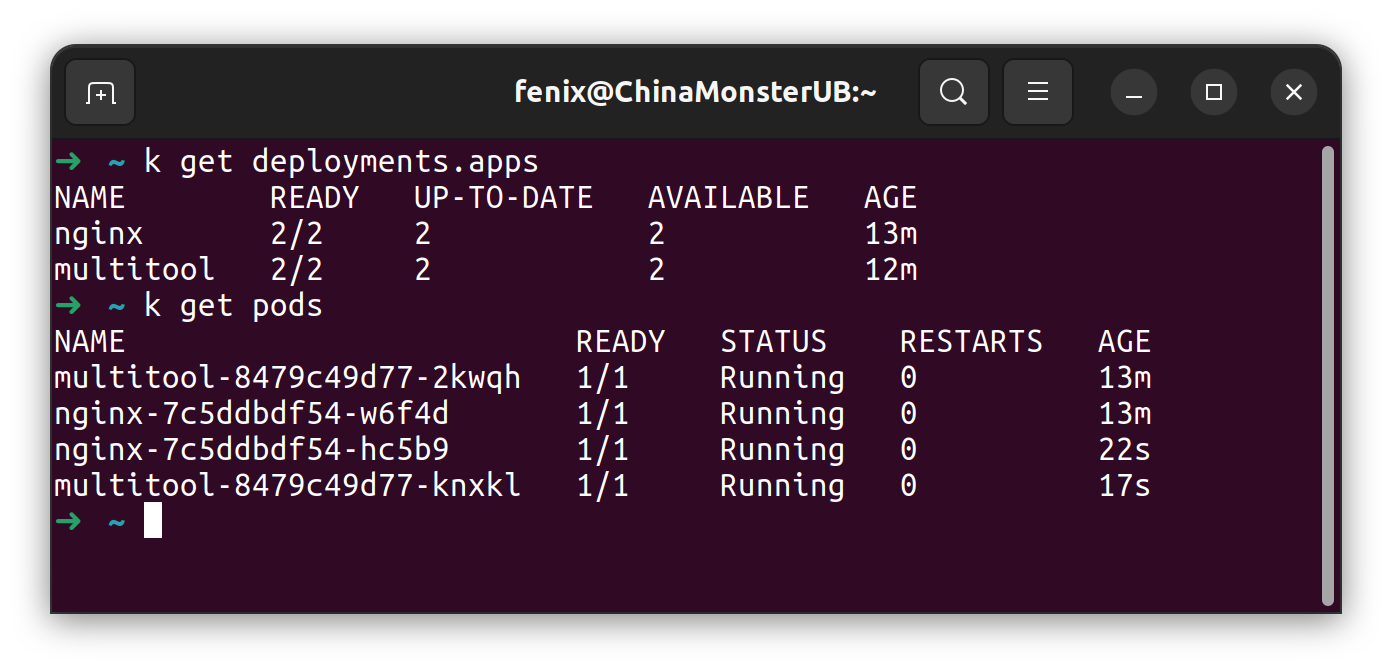 fenix@ChinaMonsterUB:~
➜ ~ k get deployments.apps
NAME        READY   UP-TO-DATE   AVAILABLE   AGE
nginx       2/2     2            2           13m
multitool   2/2     2            2           12m
➜ ~ k get pods
NAME                         READY   STATUS    RESTARTS   AGE
multitool-8479c49d77-2kwqh   1/1     Running   0          13m
nginx-7c5ddbdf54-w6f4d       1/1     Running   0          13m
nginx-7c5ddbdf54-hc5b9       1/1     Running   0          22s
multitool-8479c49d77-knxkl   1/1     Running   0          17s
➜ ~